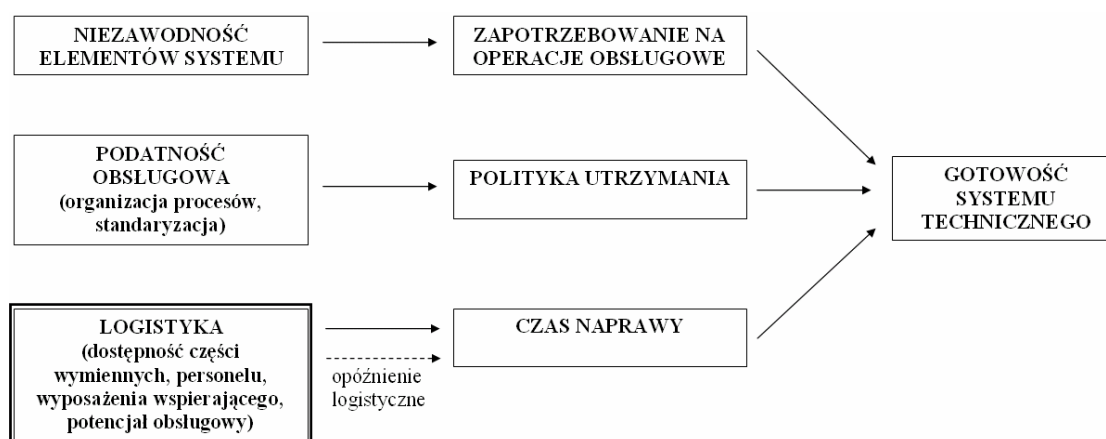 NIEZAWODNOŚĆ
ELEMENTÓW SYSTEMU
ZAPOTRZEBOWANIE NA
OPERACJE OBSŁUGOWE
PODATNOŚĆ
OBSŁUGOWA
(organizacja procesów,
standaryzacja)
POLITYKA UTRZYMANIA
GOTOWOŚĆ
SYSTEMU
TECHNICZNEGO
LOGISTYKA
(dostępność części
wymiennych, personelu,
wyposażenia wspierającego,
potencjał obsługowy)
opóźnienie
logistyczne
CZAS NAPRAWY